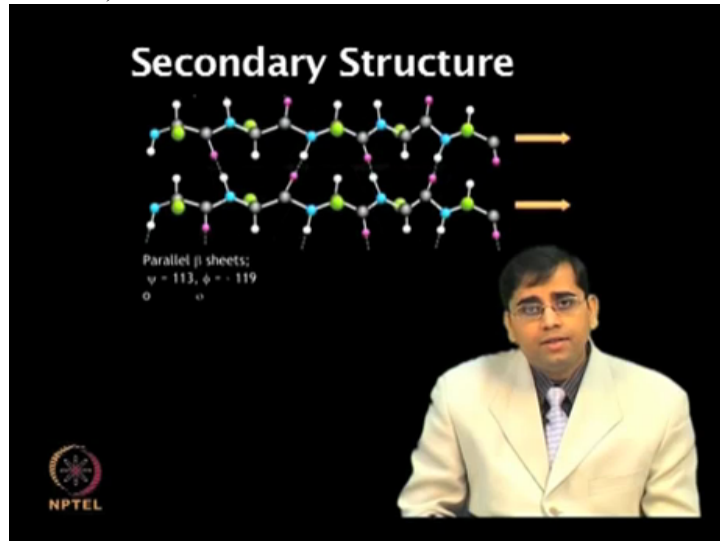 Secondary Structure
Parallel β sheets;
ψ = 113, ϕ = - 119
o o
NPTEL